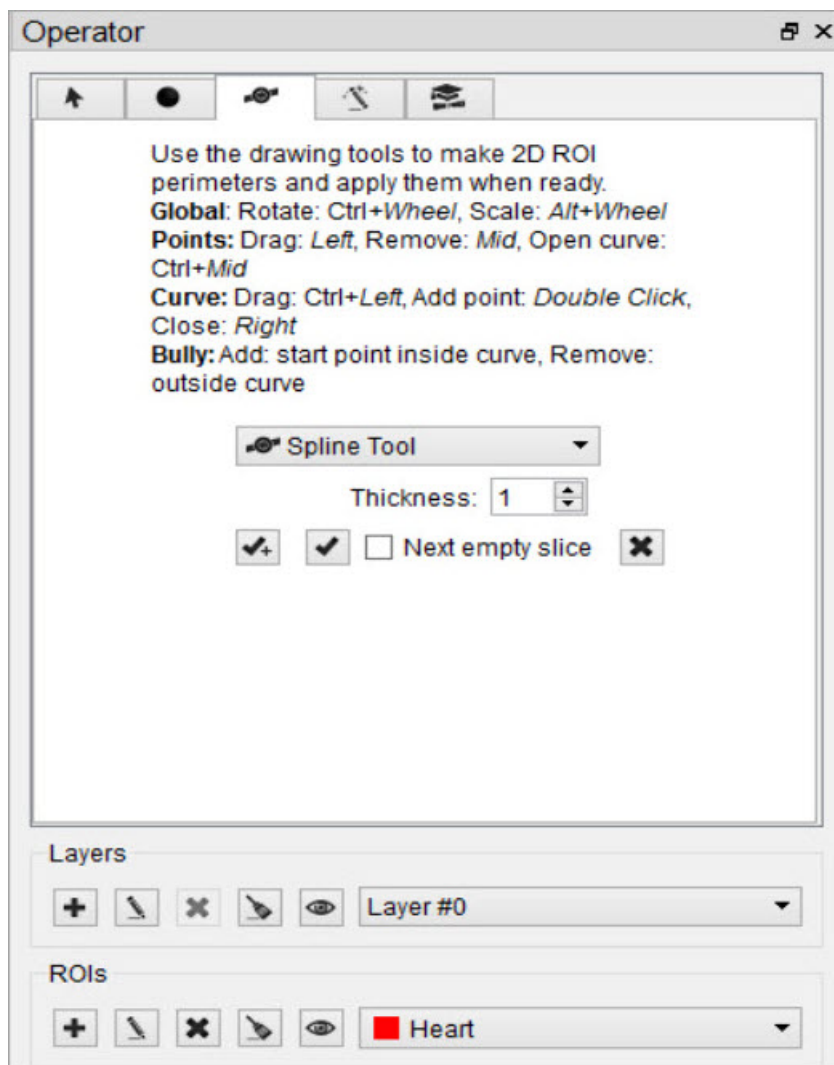 Operator
Use the drawing tools to make 2D ROI
perimeters and apply them when ready.
Global: Rotate: Ctrl+Wheel, Scale: Alt+Wheel
Points: Drag: Left, Remove: Mid, Open curve:
Ctrl+Mid
Curve: Drag: Ctrl+Left, Add point: Double Click,
Close: Right
Bully: Add: start point inside curve, Remove:
outside curve
Spline Tool
Thickness: 1
Next empty slice
Layers
Layer #0
ROIs
Heart